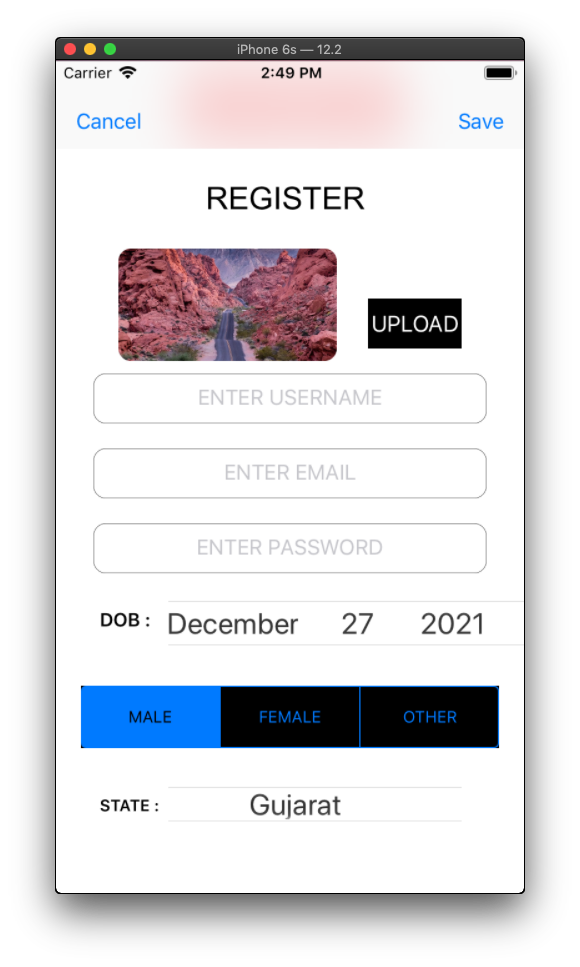 iPhone 6s — 12.2
Carrier 2:49 PM
Cancel Save
REGISTER
UPLOAD
ENTER USERNAME
ENTER EMAIL
ENTER PASSWORD
DOB : December 27 2021
MALE FEMALE OTHER
STATE : Gujarat